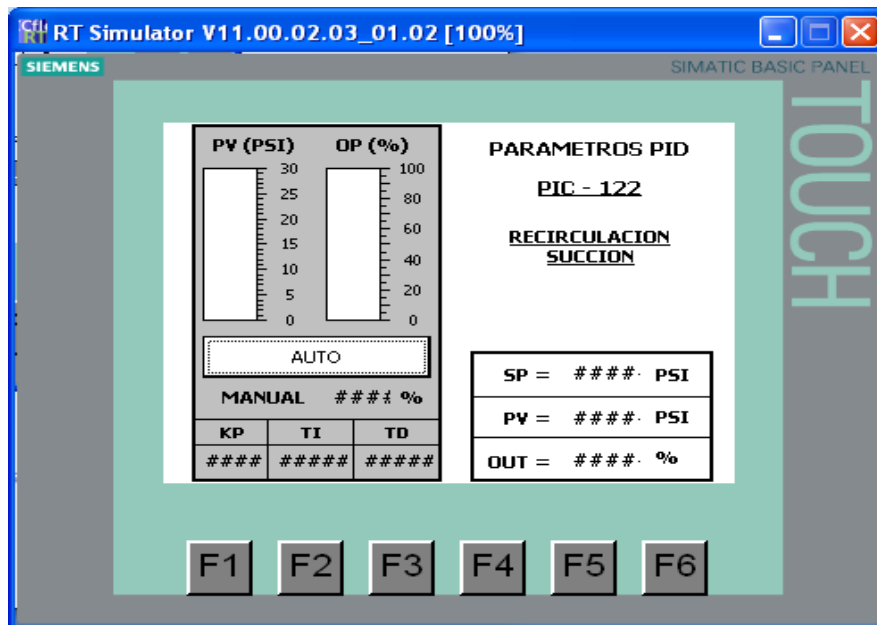 RT Simulator V11.00.02.03_01.02 [100%]
SIEMENS
SIMATIC BASIC PANEL
TOUCH
PV (PSI) OP (%)
30 100
25 80
20 60
15
10 40
5 20
0 0
AUTO
MANUAL ###{ %
KP TI TD
#### ##### #####
PARAMETROS PID
PIC - 122
RECIRCULACION
SUCCION
SP = ####. PSI
PV = ####. PSI
OUT = ####. %
F1 F2 F3 F4 F5 F6